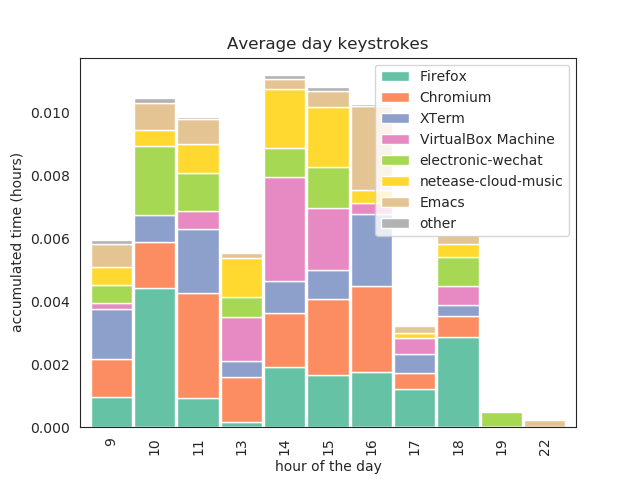 Average day keystrokes
Firefox
Chromium
XTerm
VirtualBox Machine
electronic-wechat
netease-cloud-music
Emacs
other
accumulated time (hours)
0.010
0.008
0.006
0.004
0.002
0.000
9 10 11 13 14 15 16 17 18 19 22
hour of the day